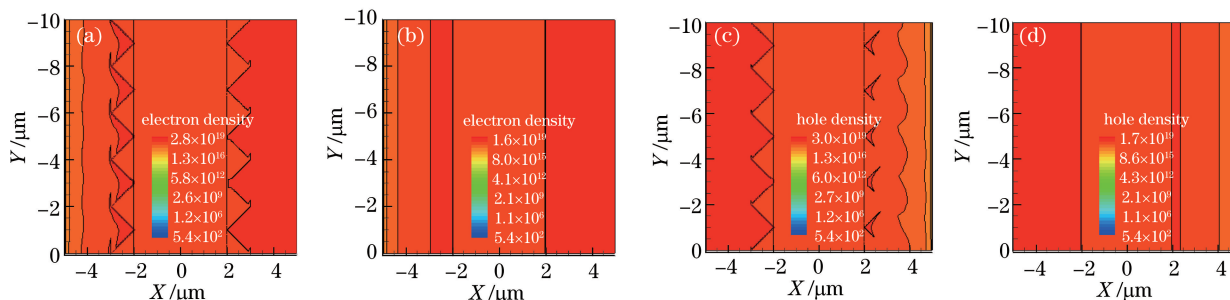 (a)
-10
-8
-6
-4
-2
0
Y /μm
electron density
2.8×10¹⁹
1.3×10¹⁶
5.8×10¹²
2.6×10⁹
1.2×10⁶
5.4×10²
-4 -2 0 2 4
X /μm
(b)
-10
-8
-6
-4
-2
0
Y /μm
electron density
1.6×10¹⁹
8.0×10¹⁵
4.1×10¹²
2.1×10⁹
1.1×10⁶
5.4×10²
-4 -2 0 2 4
X /μm
(c)
-10
-8
-6
-4
-2
0
Y /μm
hole density
3.0×10¹⁹
1.3×10¹⁶
6.0×10¹²
2.7×10⁹
1.2×10⁶
5.4×10²
-4 -2 0 2 4
X /μm
(d)
-10
-8
-6
-4
-2
0
Y /μm
hole density
1.7×10¹⁹
8.6×10¹⁵
4.3×10¹²
2.1×10⁹
1.1×10⁶
5.4×10²
-4 -2 0 2 4
X /μm